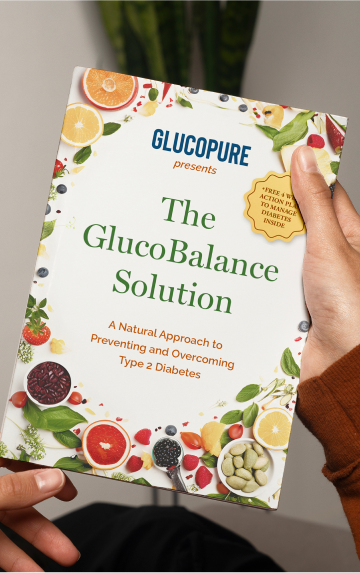 GLUCOPURE
presents
*FREE 4 W
ACTION PL
TO MANAGE
DIABETES
INSIDE
The
GlucoBalance
Solution
A Natural Approach to
Preventing and Overcoming
Type 2 Diabetes